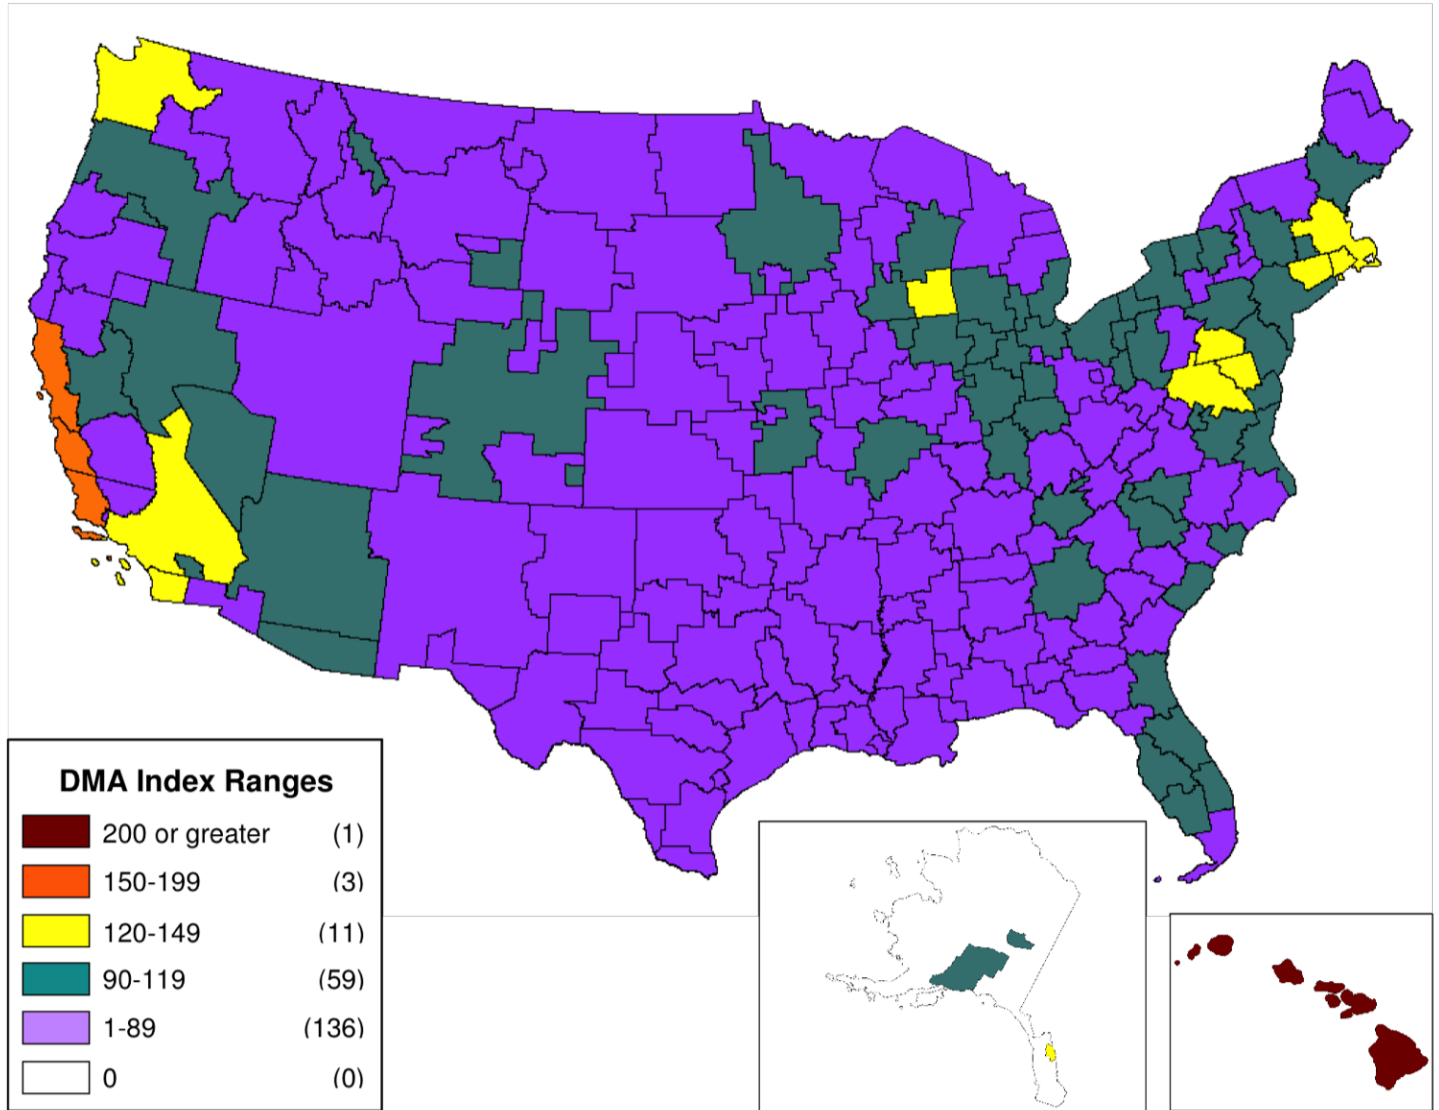 DMA Index Ranges
200 or greater (1)
150-199 (3)
120-149 (11)
90-119 (59)
1-89 (136)
0 (0)